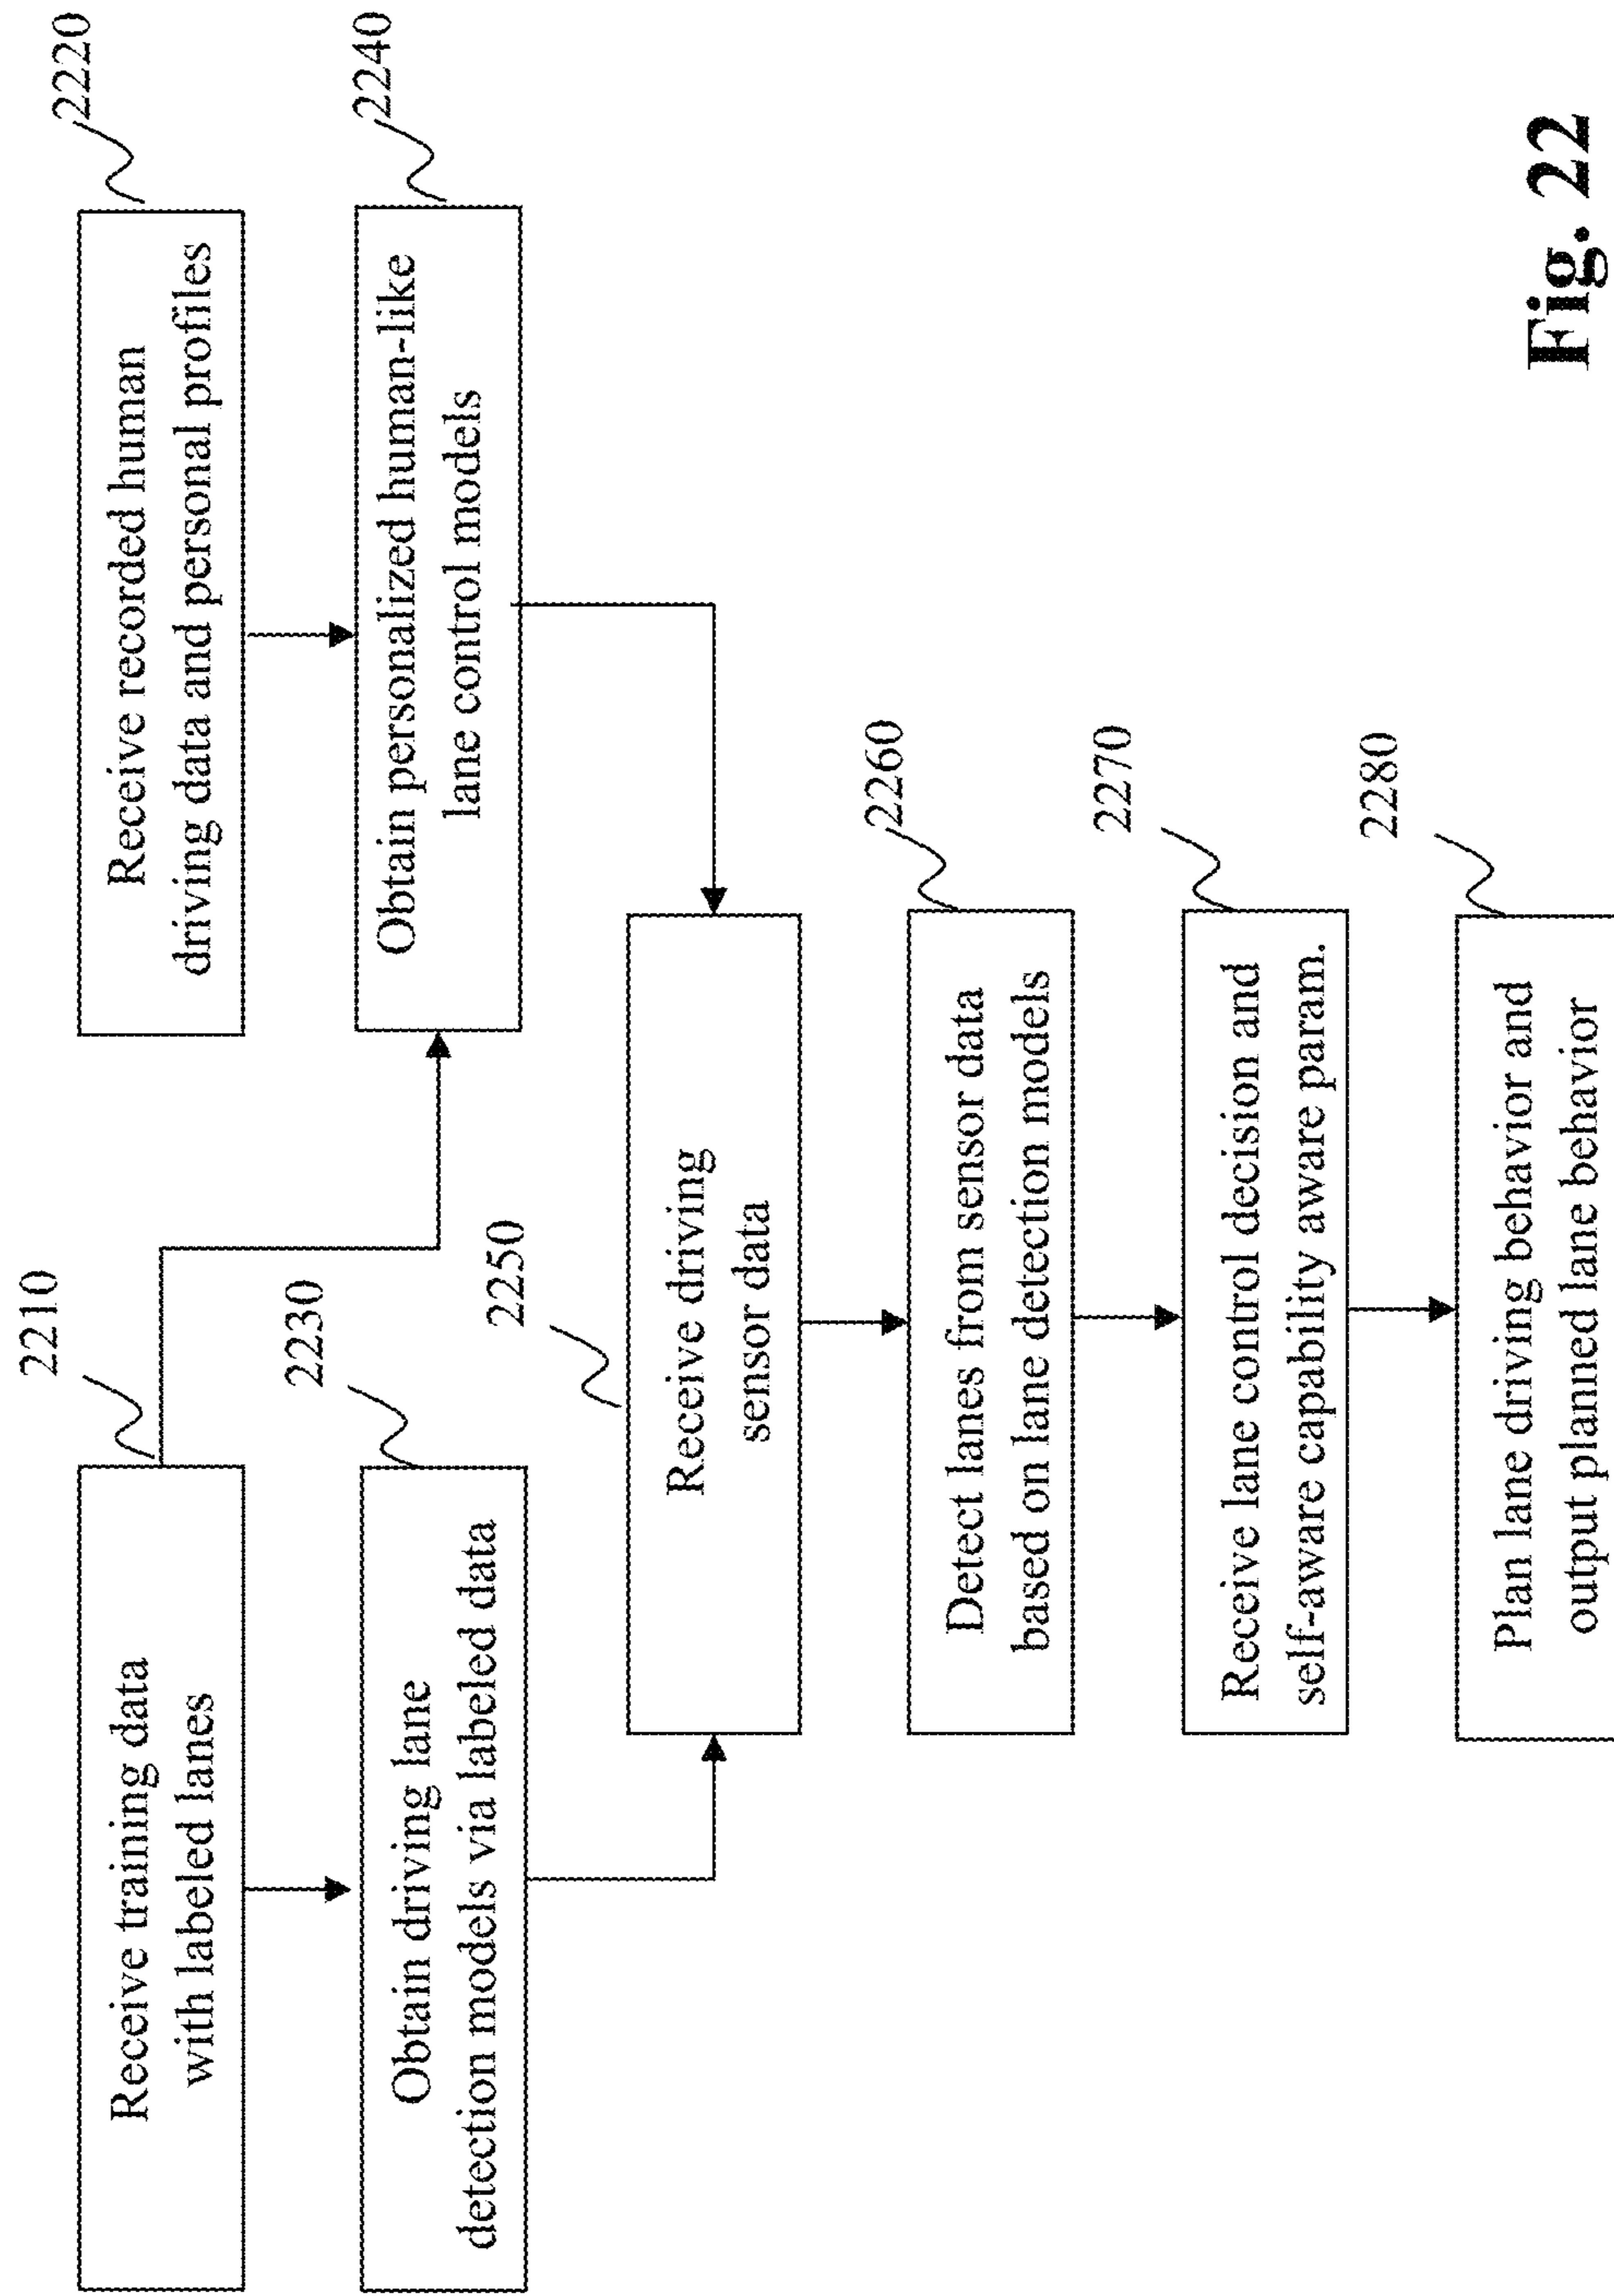 2210
Receive training data
with labeled lanes
2220
Receive recorded human
driving data and personal profiles
2230
Obtain driving lane
detection models via labeled data
2240
Obtain personalized human-like
lane control models
2250
Receive driving
sensor data
2260
Detect lanes from sensor data
based on lane detection models
2270
Receive lane control decision and
self-aware capability aware param.
2280
Plan lane driving behavior and
output planned lane behavior
Fig. 22